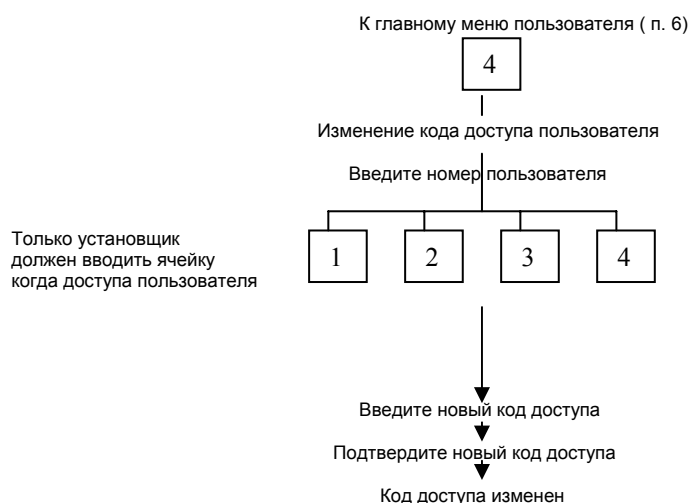 К главному меню пользователя ( п. 6)
4
Изменение кода доступа пользователя
Введите номер пользователя
Только установщик
должен вводить ячейку
когда доступа пользователя
1 2 3 4
Введите новый код доступа
Подтвердите новый код доступа
Код доступа изменен